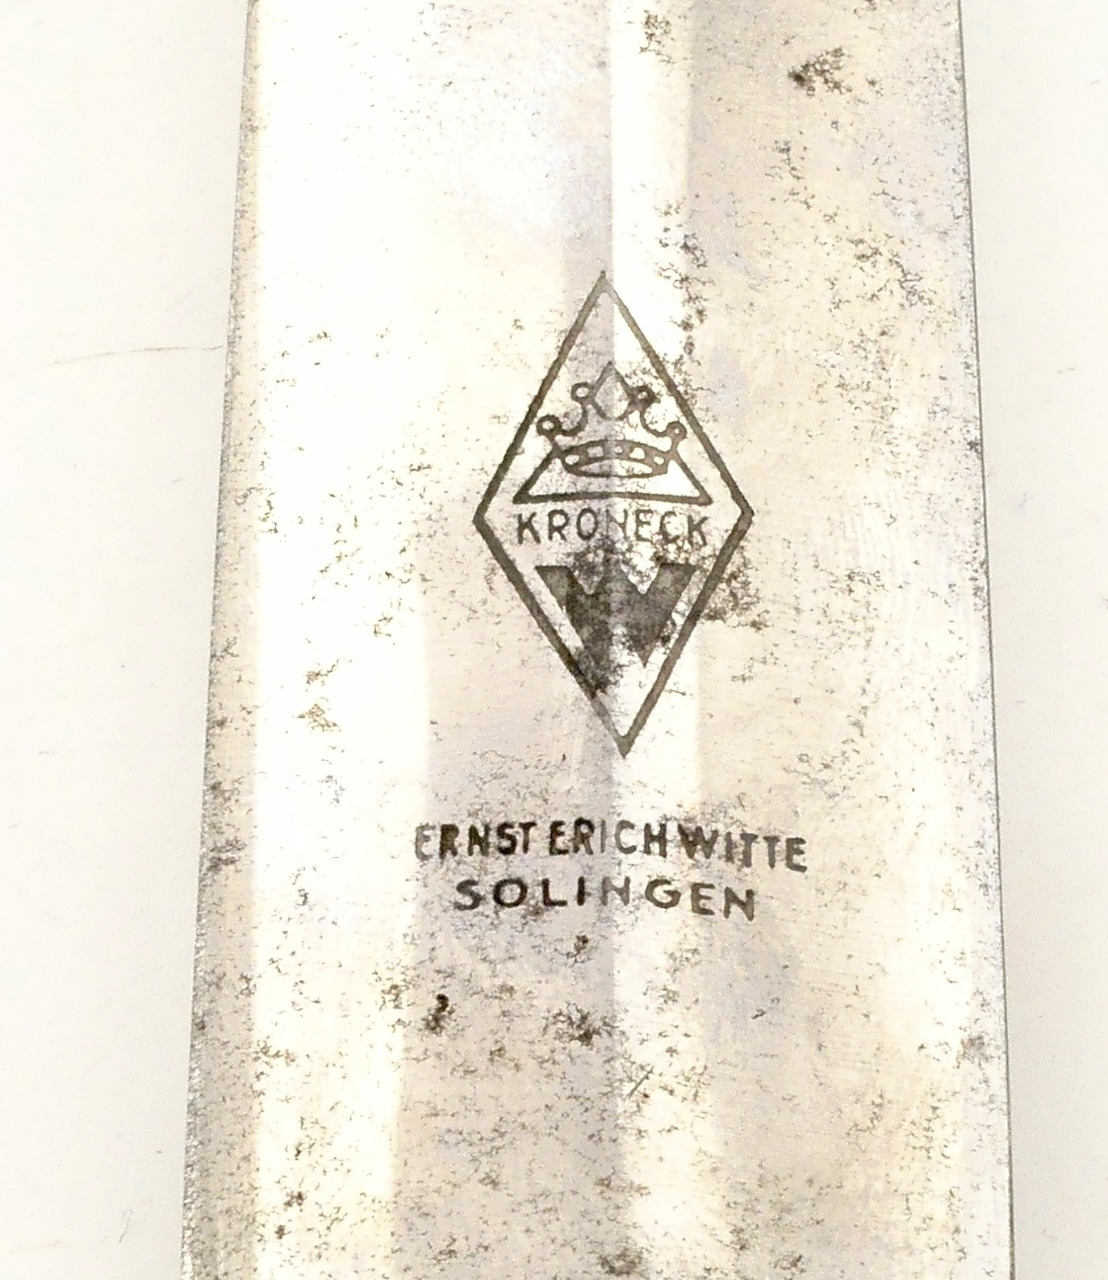 KRONECK
W
ERNST ERICH WITTE
SOLINGEN